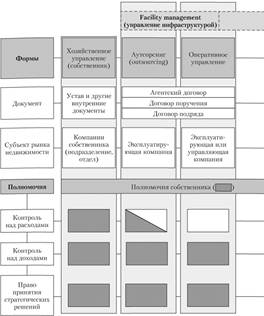 Facility management
(управление инфраструктурой)
Формы
Хозяйственное
управление
(собственник)
Аутсорсинг
(outsourcing)
Оперативное
управление
Документ
Устав и другие
внутренние
документы
Агентский договор
Договор поручения
Договор подряда
Субъект рынка
недвижимости
Компании
собственника
(подразделение,
отдел)
Эксплуатиру-
ющая компания
Эксплуати-
рующая или
управляющая
компания
Полномочия
Полномочия собственника
Контроль
над расходами
Контроль
над доходами
Право
принятия
стратегических
решений